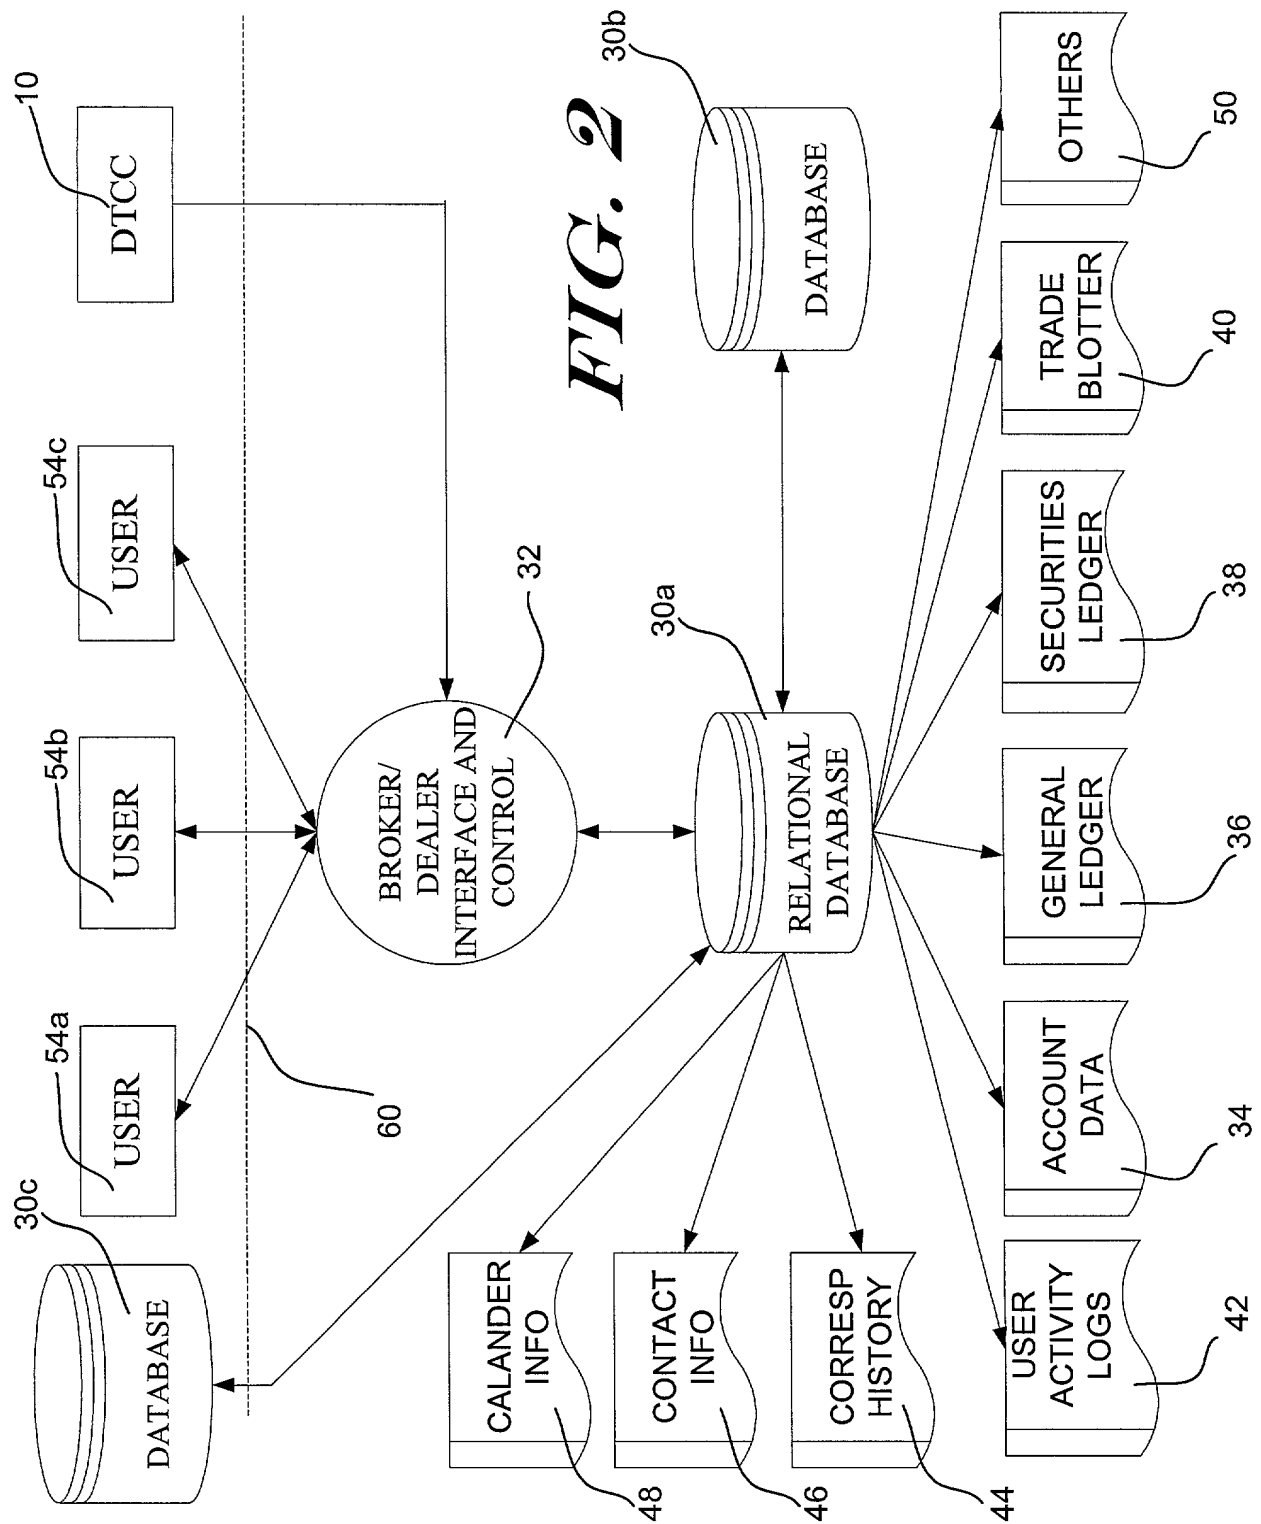 30c
DATABASE
54a
USER
54b
USER
54c
USER
10
DTCC
60
BROKER/
DEALER
INTERFACE AND
CONTROL
32
FIG. 2
CALANDER
INFO
48
CONTACT
INFO
46
CORRESP
HISTORY
44
30a
RELATIONAL
DATABASE
30b
DATABASE
USER
ACTIVITY
LOGS
42
ACCOUNT
DATA
34
GENERAL
LEDGER
36
SECURITIES
LEDGER
38
TRADE
BLOTTER
40
OTHERS
50